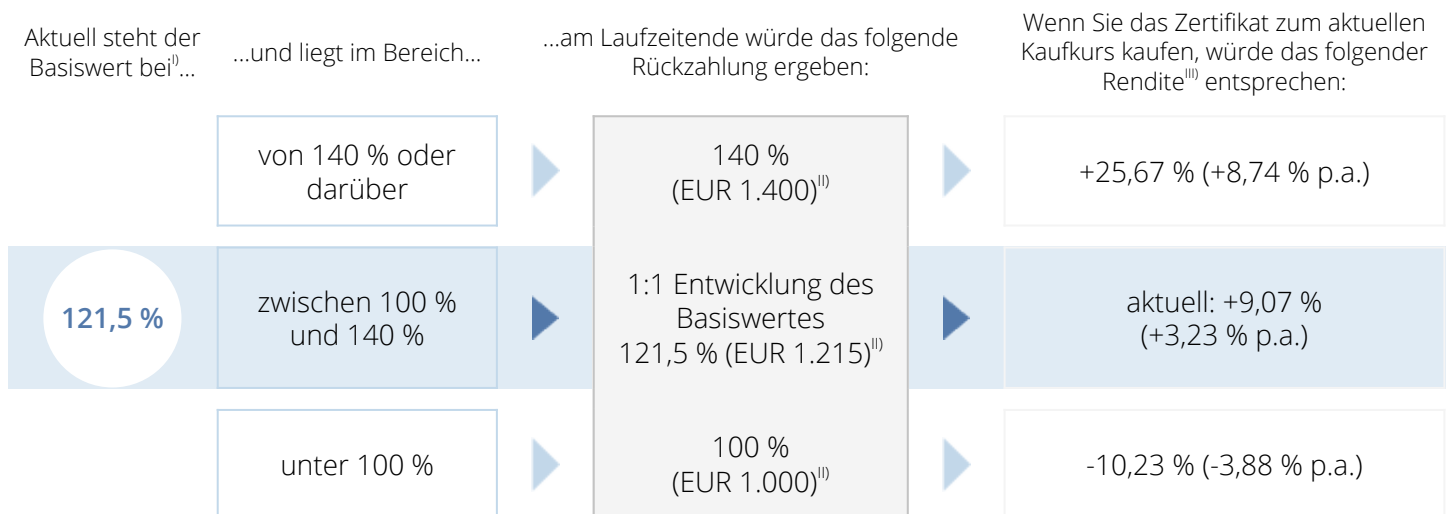 Aktuell steht der
Basiswert bei^I)...
...und liegt im Bereich...
...am Laufzeitende würde das folgende
Rückzahlung ergeben:
Wenn Sie das Zertifikat zum aktuellen
Kaufkurs kaufen, würde das folgender
Rendite^III) entsprechen:
von 140 % oder
darüber
140 %
(EUR 1.400)^II)
+25,67 % (+8,74 % p.a.)
121,5 %
zwischen 100 %
und 140 %
1:1 Entwicklung des
Basiswertes
121,5 % (EUR 1.215)^II)
aktuell: +9,07 %
(+3,23 % p.a.)
unter 100 %
100 %
(EUR 1.000)^II)
-10,23 % (-3,88 % p.a.)